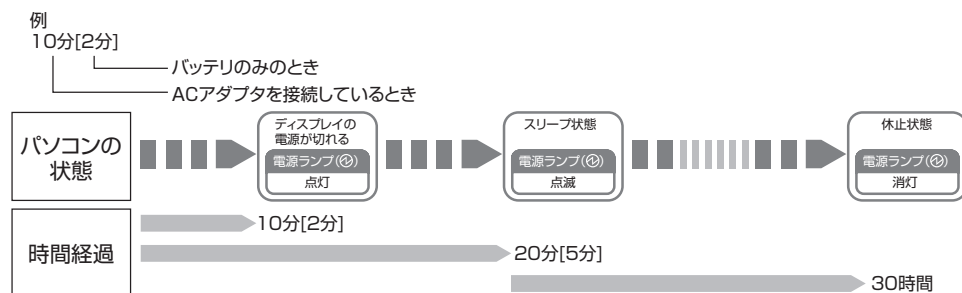 例
10分[2分]
バッテリのみのとき
ACアダプタを接続しているとき
パソコンの
状態
ディスプレイの
電源が切れる
電源ランプ( )
点灯
スリープ状態
電源ランプ( )
点滅
休止状態
電源ランプ( )
消灯
時間経過
10分[2分]
20分[5分]
30時間